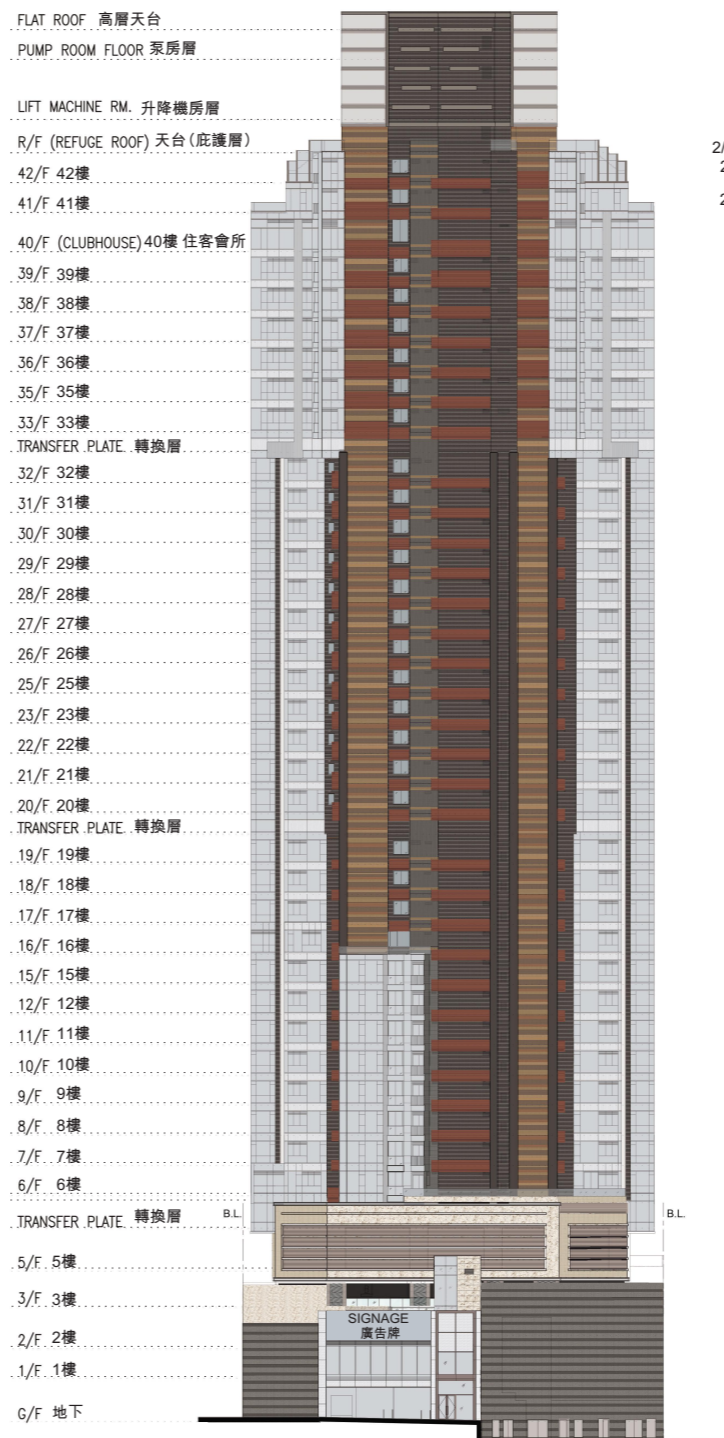 FLAT ROOF 高層天台
PUMP ROOM FLOOR 泵房層
LIFT MACHINE RM. 升降機房層
R/F (REFUGE ROOF) 天台(庇護層)
2/
42/F 42樓
2
41/F 41樓
2
40/F (CLUBHOUSE) 40樓 住客會所
39/F 39樓
38/F 38樓
37/F 37樓
36/F 36樓
35/F 35樓
33/F 33樓
TRANSFER PLATE 轉換層
32/F 32樓
31/F 31樓
30/F 30樓
29/F 29樓
28/F 28樓
27/F 27樓
26/F 26樓
25/F 25樓
23/F 23樓
22/F 22樓
21/F 21樓
20/F 20樓
TRANSFER PLATE 轉換層
19/F 19樓
18/F 18樓
17/F 17樓
16/F 16樓
15/F 15樓
12/F 12樓
11/F 11樓
10/F 10樓
9/F 9樓
8/F 8樓
7/F 7樓
6/F 6樓
TRANSFER PLATE 轉換層
B.L.
B.L.
5/F 5樓
3/F 3樓
SIGNAGE
廣告牌
2/F 2樓
1/F 1樓
G/F 地下